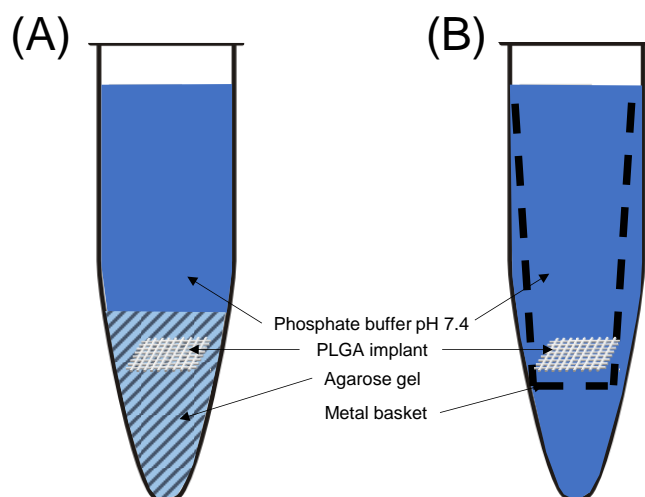 (A)
(B)
Phosphate buffer pH 7.4
PLGA implant
Agarose gel
Metal basket